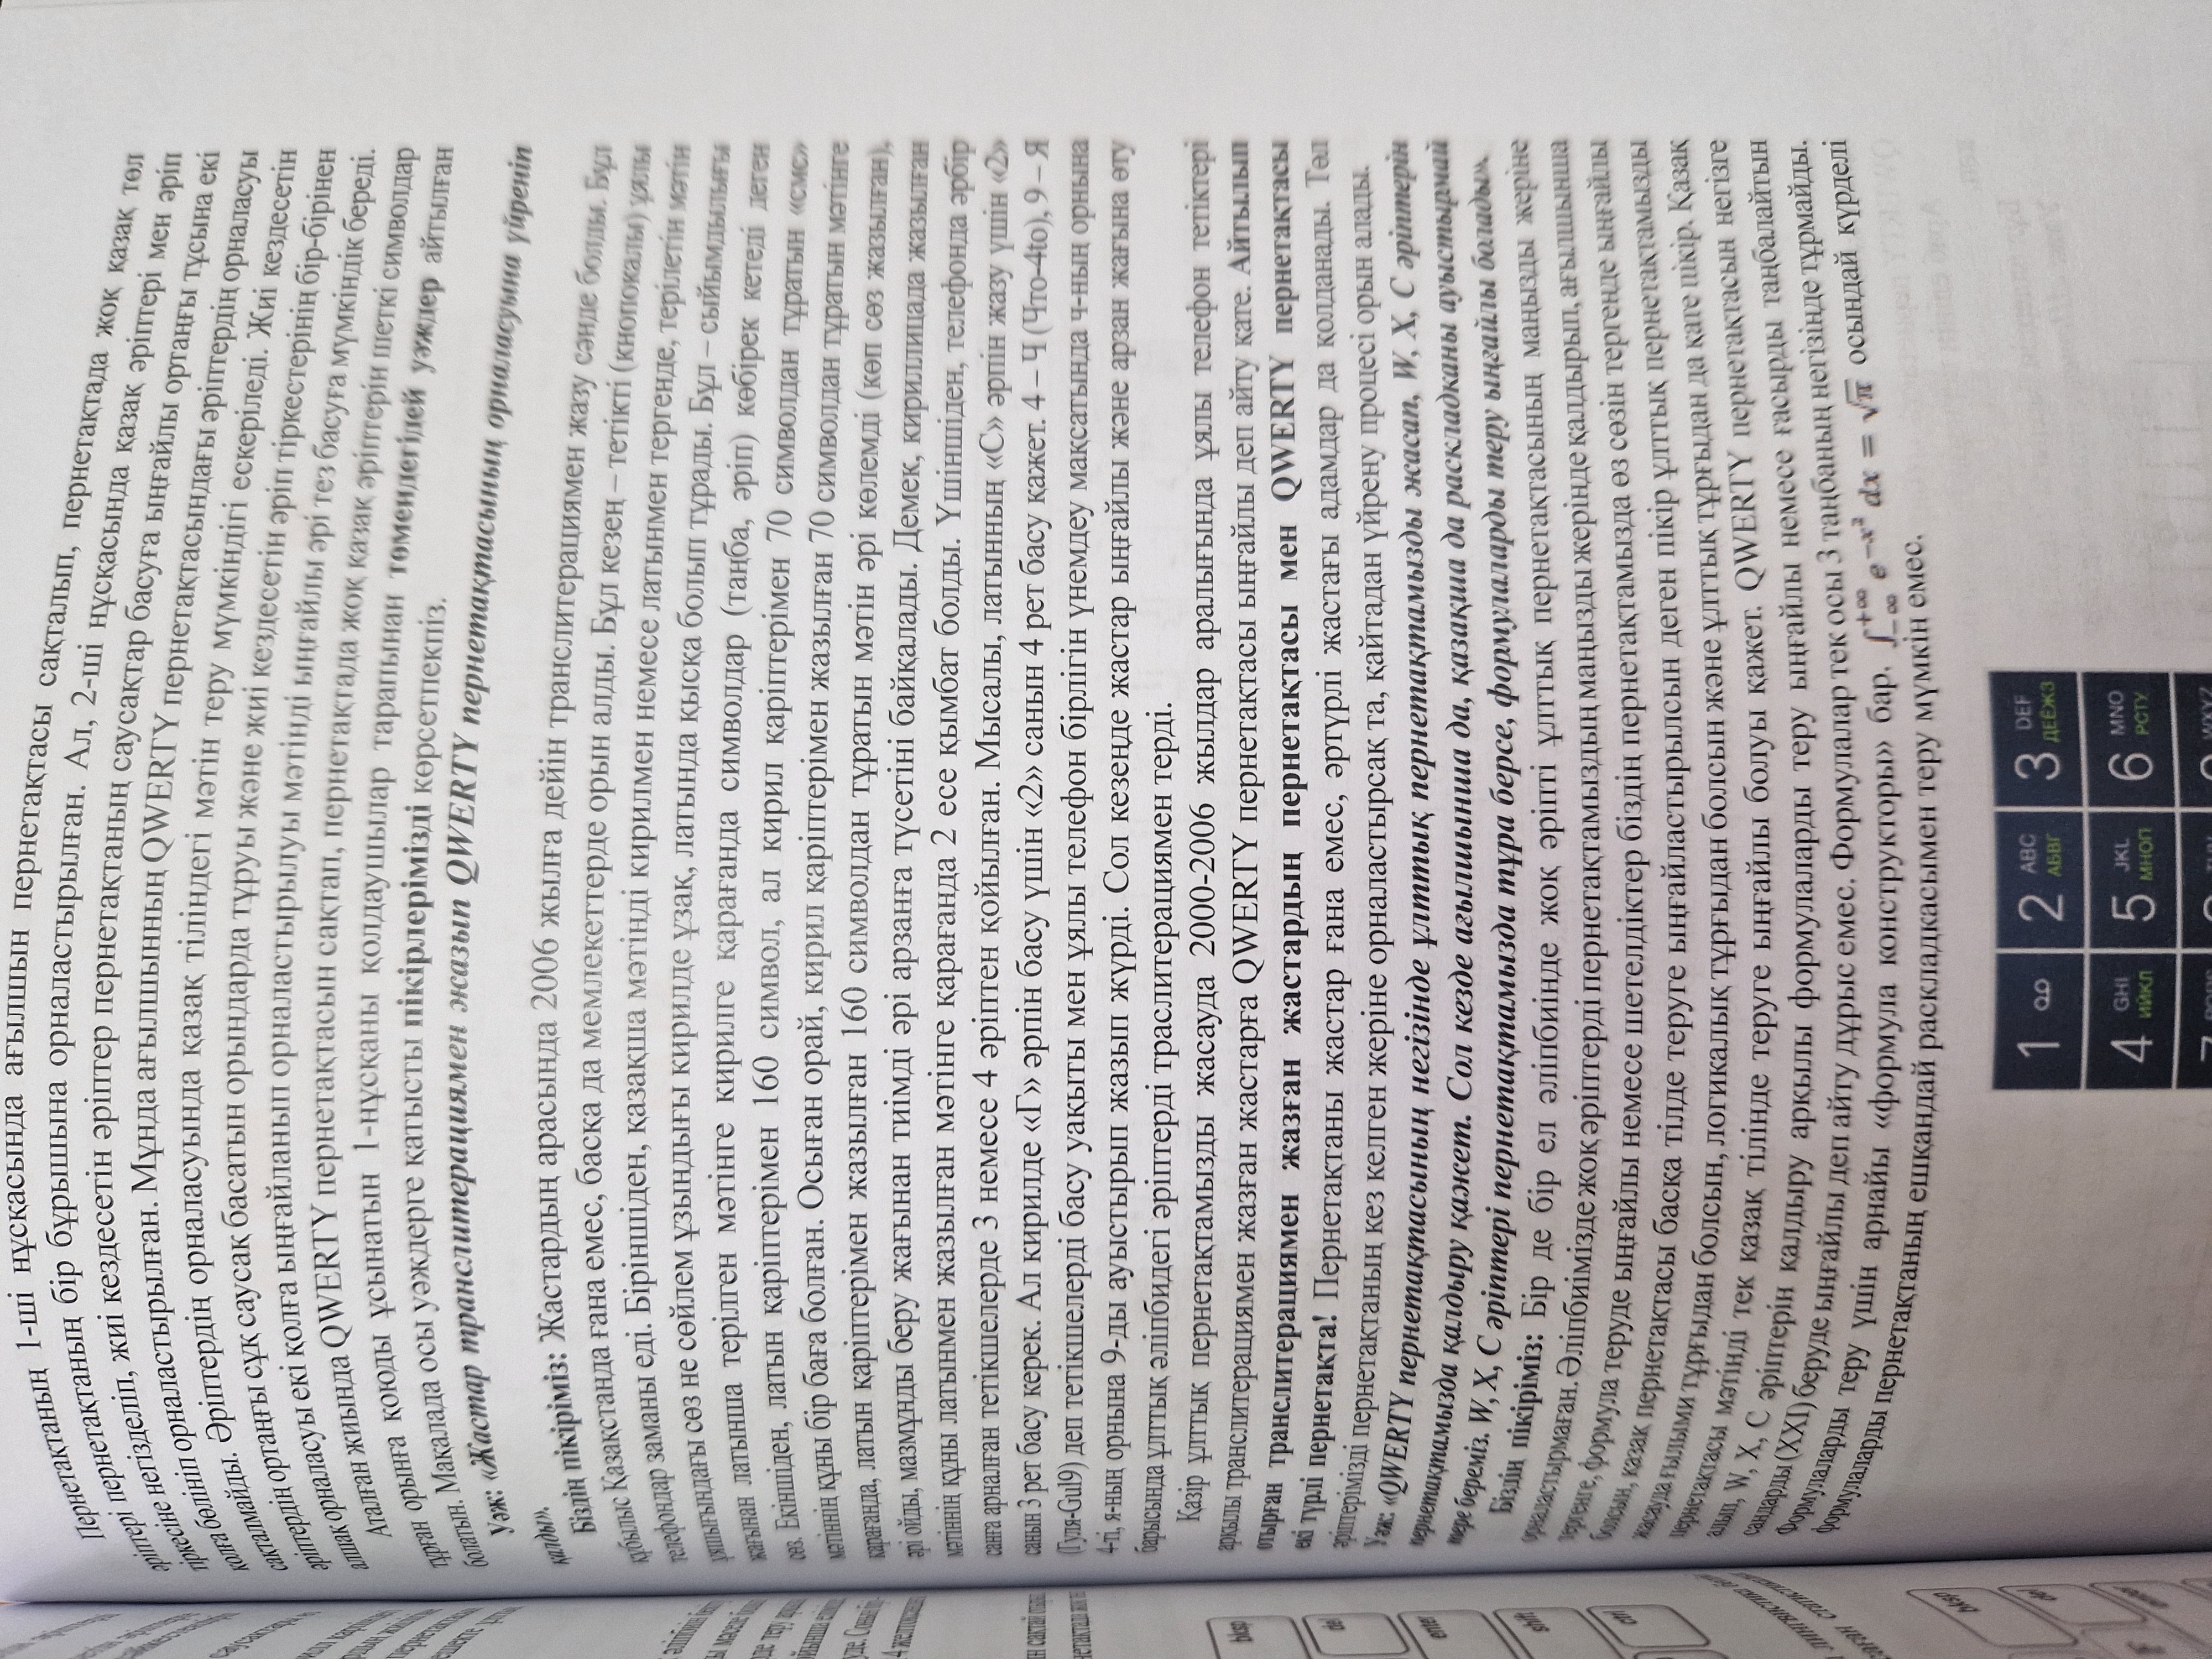 Пернетақтаның 1-ші нұсқасында ағылшын пернетақтасы сақталып, пернетақтада жоқ қазақ төл
әріптері пернетақтаның бір бұрышына орналастырылған. Ал, 2-ші нұсқасында қазақ әріптері мен әріп
тіркесіне негізделіп, жиі кездесетін әріптер пернетақтаның саусақтар басуға ыңғайлы ортаңғы тұсына екі
қолға бөлініп орналастырылған. Мұнда ағылшынның QWERTY пернетақтасындағы әріптердің орналасуы
сақталмайды. Әріптердің орналасуында қазақ тіліндегі мәтін теру мүмкіндігі ескеріледі. Жиі кездесетін
әріптердің ортаңғы сұқ саусақ басатын орындарда тұруы және жиі кездесетін әріп тіркестерінің бір-бірінен
алшақ орналасуы екі қолға ыңғайланып орналастырылуы мәтінді ыңғайлы әрі тез басуға мүмкіндік береді.
Аталған жиында QWERTY пернетақтасын сақтап, пернетақтада жоқ қазақ әріптерін шеткі символдар
тұрған орынға қоюды ұсынатын 1-нұсқаны қолдаушылар тарапынан төмендегідей уәждер айтылған
болатын. Мақалада осы уәждерге қатысты пікірлерімізді көрсетпекпіз.
Уәж: «Жастар транслитерациямен жазып QWERTY пернетақтасының орналасуына үйреніп
қалды».
Біздің пікіріміз: Жастардың арасында 2006 жылға дейін транслитерациямен жазу сәнде болды. Бұл
құбылыс Қазақстанда ғана емес, басқа да мемлекеттерде орын алды. Бұл кезең – тетікті (кнопокалы) ұялы
телефондар заманы еді. Біріншіден, қазақша мәтінді кирилмен немесе латынмен тергенде, терілетін мәтін
ұяшығындағы сөз не сөйлем ұзындығы кирилде ұзақ, латында қысқа болып тұрады. Бұл – сыйымдылығы
жағынан латынша терілген мәтінге кирилге қарағанда символдар (таңба, әріп) көбірек кетеді деген
сөз. Екіншіден, латын қаріптерімен 160 символ, ал кирил қаріптерімен 70 символдан тұратын «смс»
мәтіннің құны бір баға болған. Осыған орай, кирил қаріптерімен жазылған 70 символдан тұратын мәтінге
қарағанда, латын қаріптерімен жазылған 160 символдан тұратын мәтін әрі көлемді (көп сөз жазылған),
әрі ойды, мазмұнды беру жағынан тиімді әрі арзанға түсетіні байқалады. Демек, кириллицада жазылған
мәтіннің құны латынмен жазылған мәтінге қарағанда 2 есе қымбат болды. Үшіншіден, телефонда әрбір
санға арналған тетікшелерде 3 немесе 4 әріптен қойылған. Мысалы, латынның «С» әрпін жазу үшін «2»
санын 3 рет басу керек. Ал кирилде «Г» әрпін басу үшін «2» санын 4 рет басу қажет. 4 – Ч (Что-4to), 9 – Я
(Гуля-Gul9) деп тетікшелерді басу уақыты мен ұялы телефон бірлігін үнемдеу мақсатында ч-ның орнына
4-ті, я-ның орнына 9-ды ауыстырып жазып жүрді. Сол кезеңде жастар ыңғайлы және арзан жағына өту
барысында ұлттық әліпбидегі әріптерді траслитерациямен терді.
Қазір ұлттық пернетақтамызды жасауда 2000-2006 жылдар аралығында ұялы телефон тетіктері
арқылы транслитерациямен жазған жастарға QWERTY пернетақтасы ыңғайлы деп айту қате. Айтылып
отырған транслитерациямен жазған жастардың пернетақтасы мен QWERTY пернетақтасы
екі түрлі пернетақта! Пернетақтаны жастар ғана емес, әртүрлі жастағы адамдар да қолданады. Төл
әріптерімізді пернетақтаның кез келген жеріне орналастырсақ та, қайтадан үйрену процесі орын алады.
Уәж: «QWERTY пернетақтасының негізінде ұлттық пернетақтамызды жасап, W, X, C әріптерін
пернетақтамызда қалдыру қажет. Сол кезде ағылшынша да, қазақша да раскладканы ауыстырмай
тере береміз. W, X, C әріптері пернетақтамызда тұра берсе, формулаларды теру ыңғайлы болады».
Біздің пікіріміз: Бір де бір ел әліпбиінде жоқ әріпті ұлттық пернетақтасының маңызды жеріне
орналастырмаған. Әліпбиімізде жоқ әріптерді пернетақтамыздың маңызды жерінде қалдырып, ағылшынша
тергенге, формула теруде ыңғайлы немесе шетелдіктер біздің пернетақтамызда өз сөзін тергенде ыңғайлы
болсын, қазақ пернетақтасы басқа тілде теруге ыңғайластырылсын деген пікір ұлттық пернетақтамызды
жасауда ғылыми тұрғыдан болсын, логикалық тұрғыдан болсын және ұлттық тұрғыдан да қате пікір. Қазақ
пернетақтасы мәтінді тек қазақ тілінде теруге ыңғайлы болуы қажет. QWERTY пернетақтасын негізге
алып, W, X, C әріптерін қалдыру арқылы формулаларды теру ыңғайлы немесе ғасырды таңбалайтын
сандарды (XXI) беруде ыңғайлы деп айту дұрыс емес. Формулалар тек осы 3 таңбаның негізінде тұрмайды.
Формулаларды теру үшін арнайы «формула конструкторы» бар. ∫₋∞⁺∞ e^−x² dx = √π осындай күрделі
формулаларды пернетақтаның ешқандай раскладкасымен теру мүмкін емес.
1 2 ABC АБВГ 3 DEF ДЕЁЖЗ
4 GHI ИЙКЛ 5 JKL МНОП 6 MNO РСТУ
bksp
del
enter
shift
ctrl
bksp
del